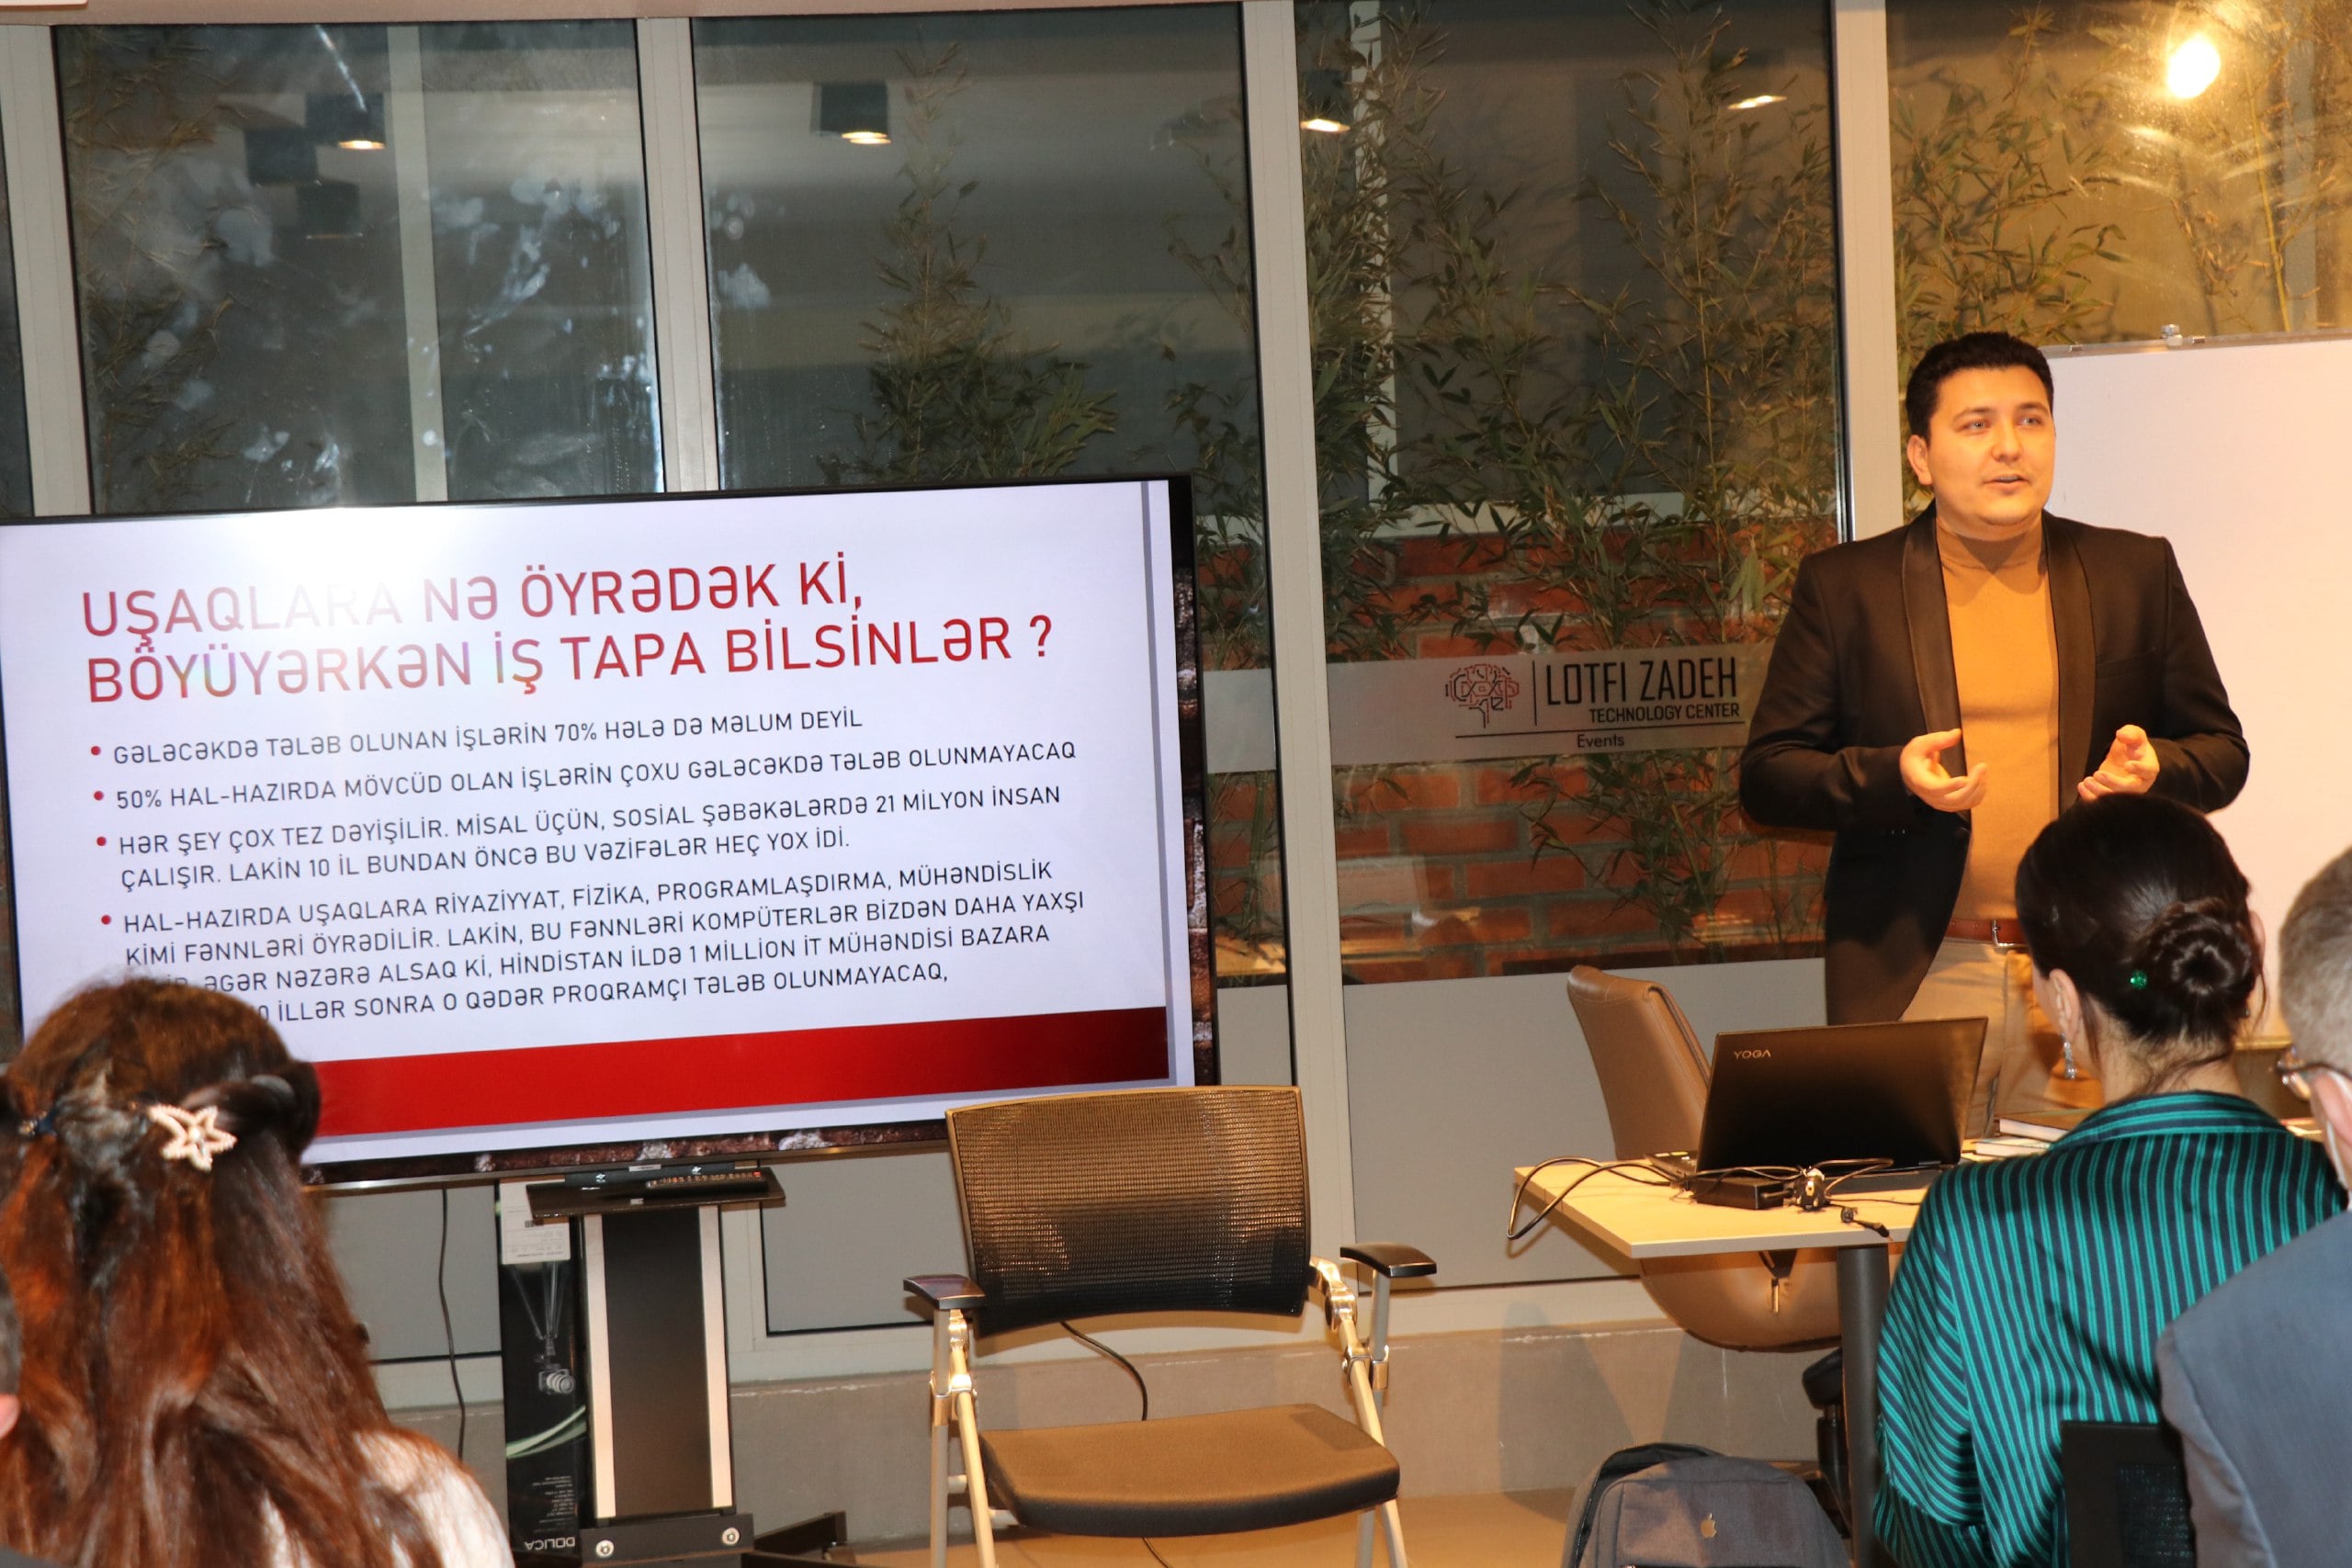 UŞAQLARA NƏ ÖYRƏDƏK Kİ,
BÖYÜYƏRKƏN İŞ TAPA BİLSİNLƏR ?
• GƏLƏCƏKDƏ TƏLƏB OLUNAN İŞLƏRİN 70% HƏLƏ DƏ MƏLUM DEYİL
• 50% HAL-HAZIRDA MÖVCÜD OLAN İŞLƏRİN ÇOXU GƏLƏCƏKDƏ TƏLƏB OLUNMAYACAQ
• HƏR ŞEY ÇOX TEZ DƏYİŞİLİR. MİSAL ÜÇÜN, SOSİAL ŞƏBƏKƏLƏRDƏ 21 MİLYON İNSAN
ÇALIŞIR. LAKİN 10 İL BUNDAN ÖNCƏ BU VƏZİFƏLƏR HEÇ YOX İDİ.
• HAL-HAZIRDA UŞAQLARA RİYAZİYYAT, FİZİKA, PROGRAMLAŞDIRMA, MÜHƏNDİSLİK
KİMİ FƏNNLƏRİ ÖYRƏDİLİR. LAKİN, BU FƏNNLƏRİ KOMPÜTERLƏR BİZDƏN DAHA YAXŞI
ƏGƏR NƏZƏRƏ ALSAQ Kİ, HİNDİSTAN İLDƏ 1 MİLLİON İT MÜHƏNDİSİ BAZARA
İLLƏR SONRA O QƏDƏR PROQRAMÇI TƏLƏB OLUNMAYACAQ,
LOTFI ZADEH
TECHNOLOGY CENTER
Events
YOGA
DOLICA